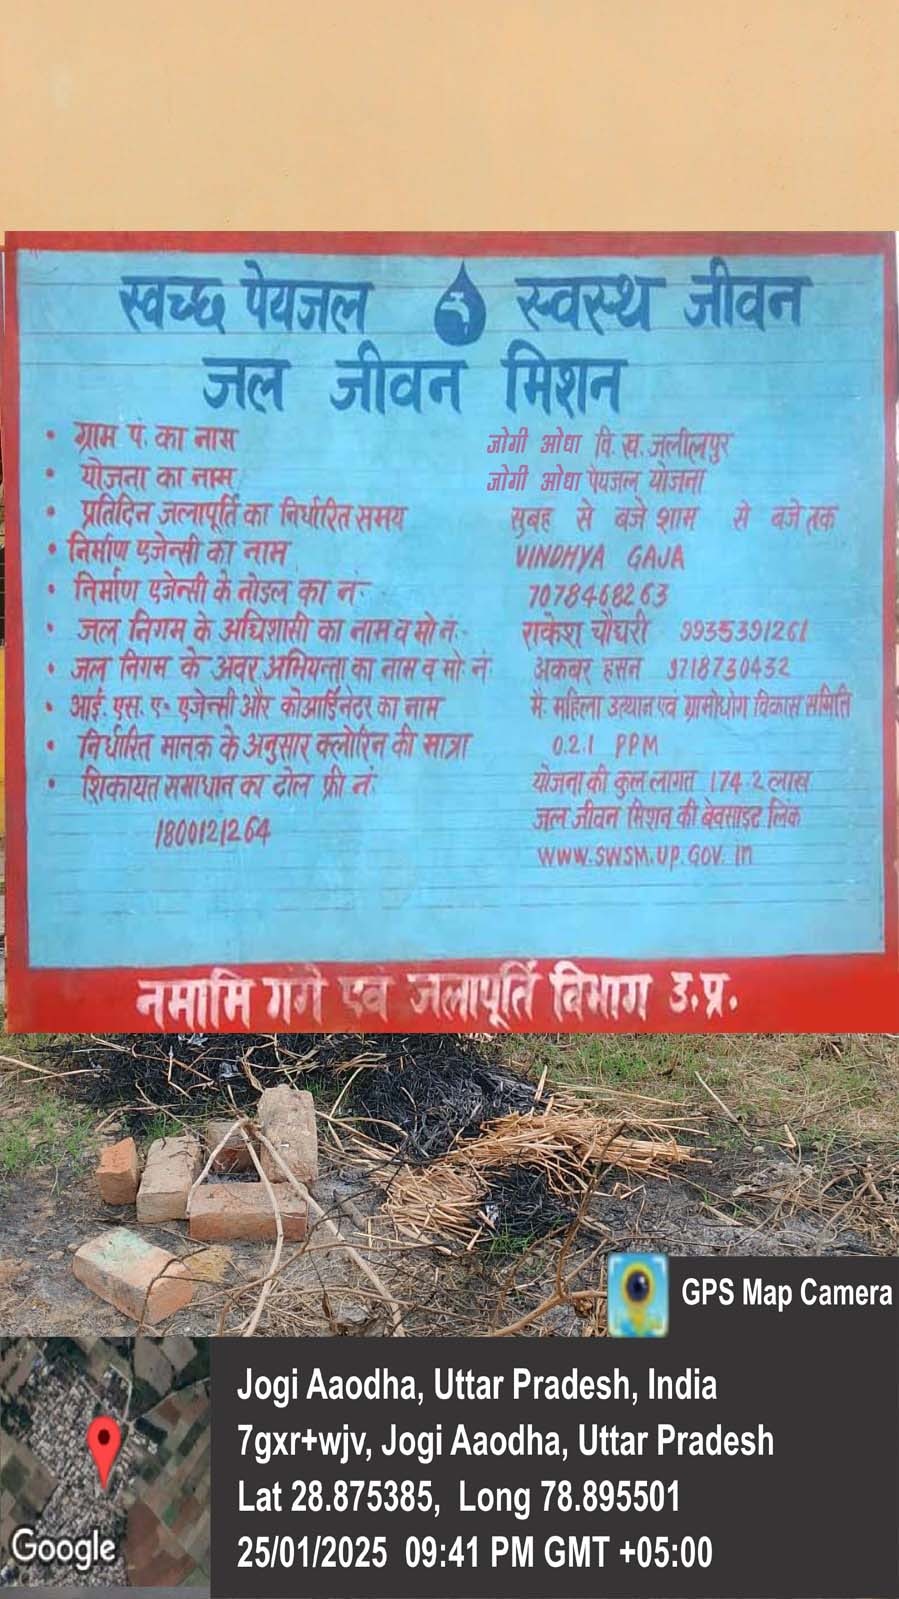 स्वच्छ पेयजल स्वस्थ जीवन
जल जीवन मिशन
• ग्राम पं. का नास जोगी ओधा वि.ख. जलीलपुर
• योजना का नास जोगी ओधा पेयजल योजना
• प्रतिदिन जलापूर्ति का निर्धारित समय सुबह से बजे शाम से बजे तक
• निर्माण एजेन्सी का नाम VINDHYA GAJA
• निर्माण एजेन्सी के नोडल का नं- 7078468263
• जल निगम के अधिशासी का नाम व मो नं.- राकेश चौधरी 9935391261
• जल निगम के अवर अभियन्ता का नाम व मो. नं. अकबर हसन 9718730432
• आई. एस. ए. एजेन्सी और कोआर्डिनेटर का नाम मै. महिला उत्थान एवं ग्रामोधोग विकास समिति
• निर्धारित मानक के अनुसार क्लोरिन की मात्रा 0.2.1 PPM
• शिकायत समाधान का टोल फ्री नं. योजना की कुल लागत 174.2 लाख
1800121264 जल जीवन मिशन की बेवसाइट लिंक
www.swsm.up.gov.in
नमामि गंगे एवं जलापूर्ति विभाग उ.प्र.
GPS Map Camera
Jogi Aaodha, Uttar Pradesh, India
7gxr+wjv, Jogi Aaodha, Uttar Pradesh
Lat 28.875385, Long 78.895501
25/01/2025 09:41 PM GMT +05:00
Google